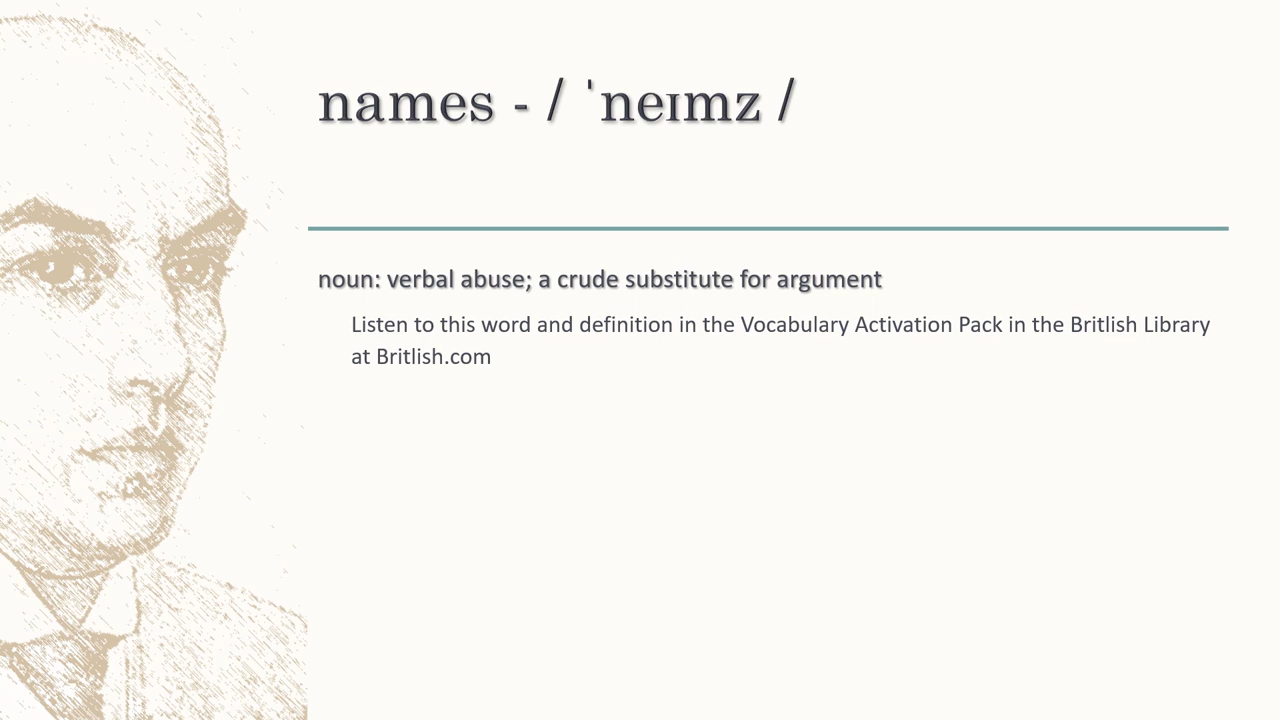 names - / ˈneɪmz /
noun: verbal abuse; a crude substitute for argument
Listen to this word and definition in the Vocabulary Activation Pack in the Britlish Library
at Britlish.com